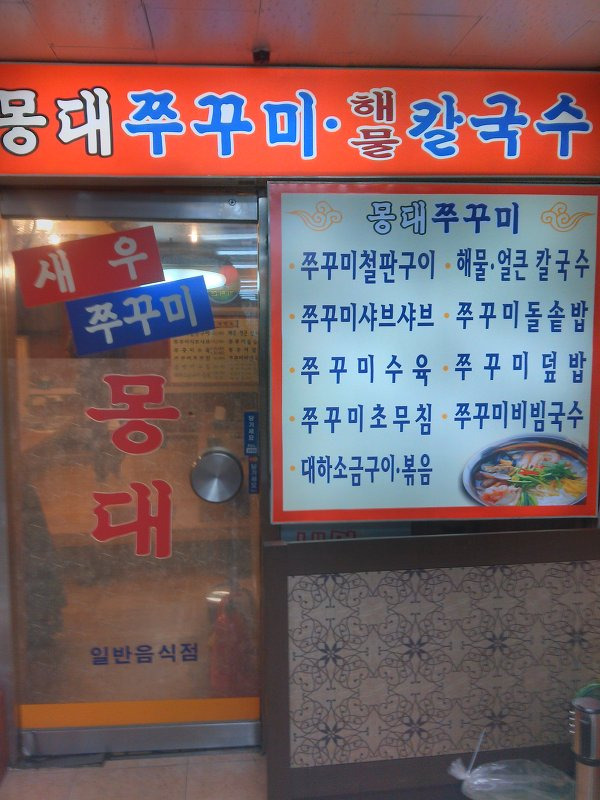 몽대쭈꾸미·해물칼국수
몽대쭈꾸미
·쭈꾸미철판구이 ·해물·얼큰 칼국수
·쭈꾸미샤브샤브 ·쭈꾸미돌솥밥
·쭈꾸미수육 ·쭈꾸미덮밥
·쭈꾸미초무침 ·쭈꾸미비빔국수
·대하소금구이·볶음
새우
쭈꾸미
몽
대
일반음식점